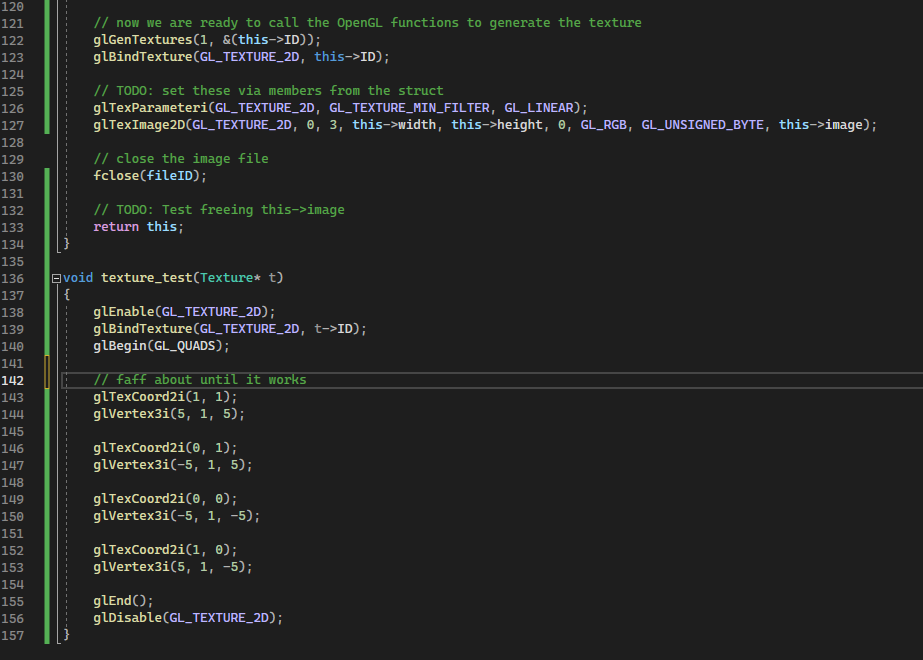 120
121 // now we are ready to call the OpenGL functions to generate the texture
122 glGenTextures(1, &(this->ID));
123 glBindTexture(GL_TEXTURE_2D, this->ID);
124
125 // TODO: set these via members from the struct
126 glTexParameteri(GL_TEXTURE_2D, GL_TEXTURE_MIN_FILTER, GL_LINEAR);
127 glTexImage2D(GL_TEXTURE_2D, 0, 3, this->width, this->height, 0, GL_RGB, GL_UNSIGNED_BYTE, this->image);
128
129 // close the image file
130 fclose(fileID);
131
132 // TODO: Test freeing this->image
133 return this;
134 }
135
136 void texture_test(Texture* t)
137 {
138 glEnable(GL_TEXTURE_2D);
139 glBindTexture(GL_TEXTURE_2D, t->ID);
140 glBegin(GL_QUADS);
141
142 // faff about until it works
143 glTexCoord2i(1, 1);
144 glVertex3i(5, 1, 5);
145
146 glTexCoord2i(0, 1);
147 glVertex3i(-5, 1, 5);
148
149 glTexCoord2i(0, 0);
150 glVertex3i(-5, 1, -5);
151
152 glTexCoord2i(1, 0);
153 glVertex3i(5, 1, -5);
154
155 glEnd();
156 glDisable(GL_TEXTURE_2D);
157 }